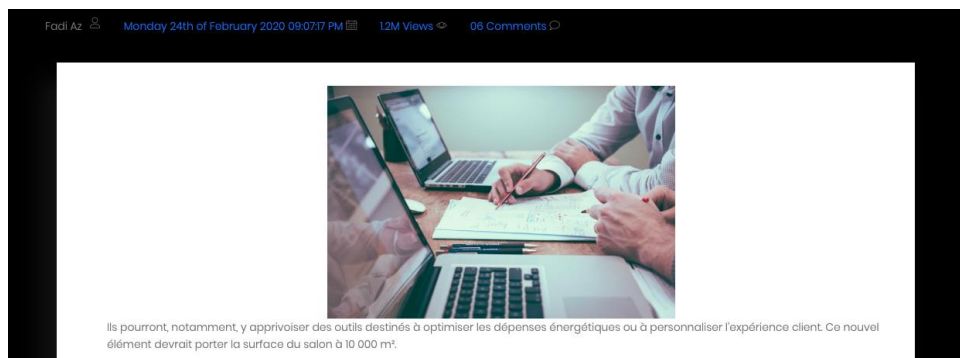 Fadi Az Monday 24th of February 2020 09:07:17 PM 1.2M Views 06 Comments
Ils pourront, notamment, y apprivoiser des outils destinés à optimiser les dépenses énergétiques ou à personnaliser l'expérience client. Ce nouvel
élément devrait porter la surface du salon à 10 000 m².